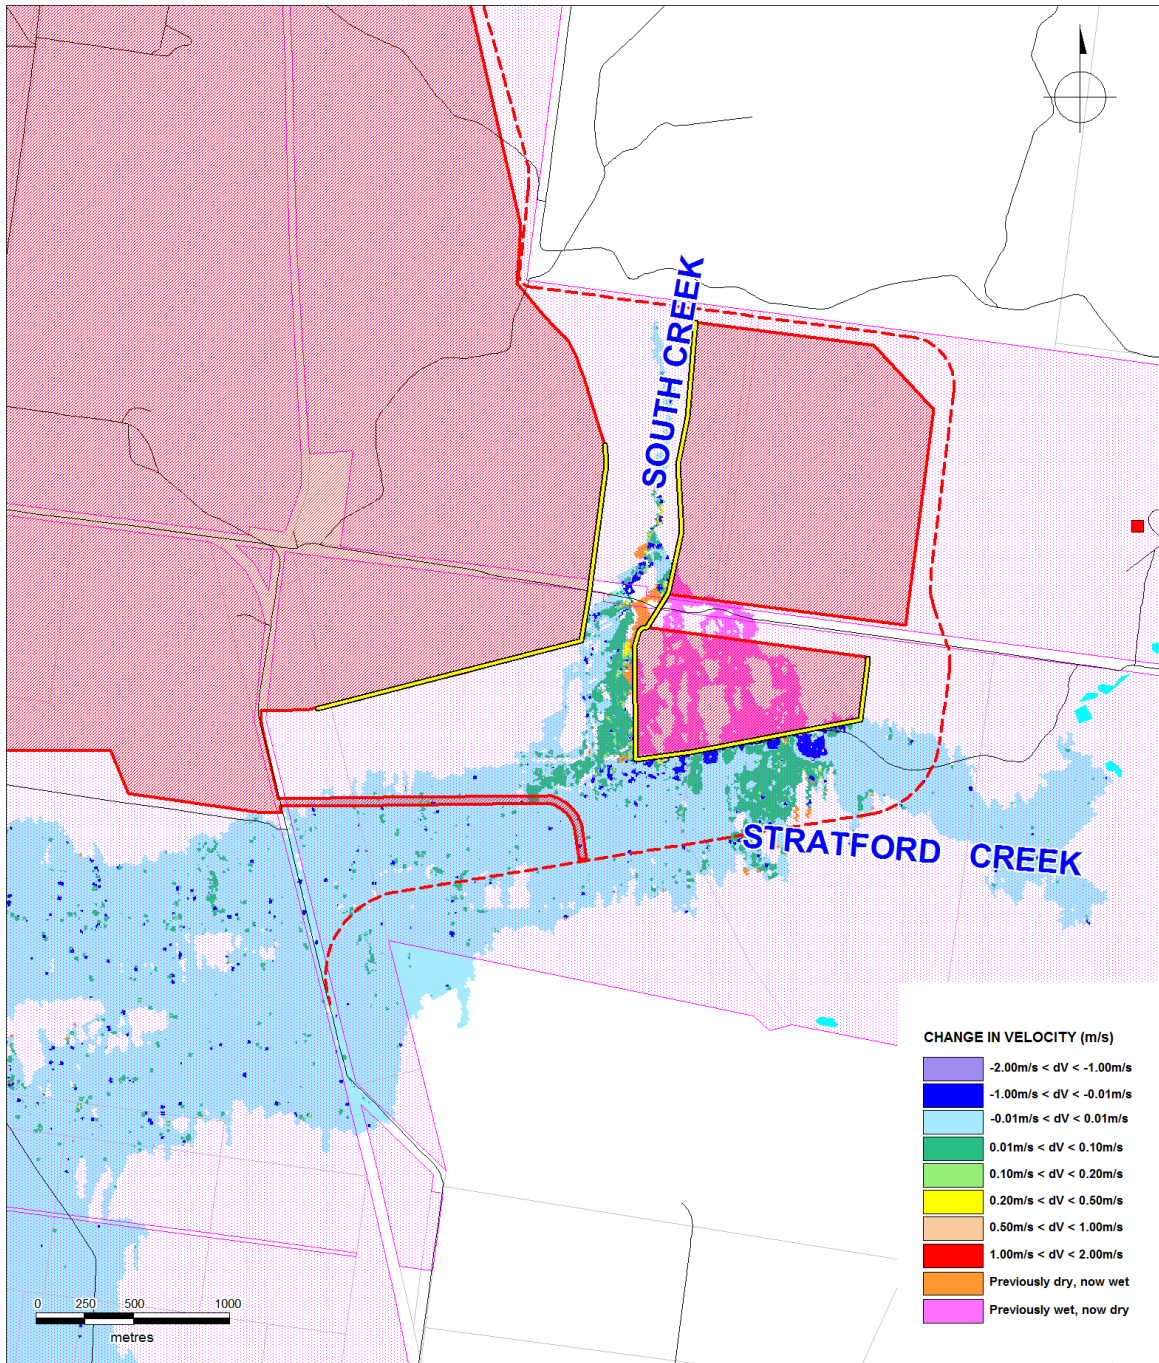 SOUTH CREEK
STRATFORD CREEK
CHANGE IN VELOCITY (m/s)
-2.00m/s < dV < -1.00m/s
-1.00m/s < dV < -0.01m/s
-0.01m/s < dV < 0.01m/s
0.01m/s < dV < 0.10m/s
0.10m/s < dV < 0.20m/s
0.20m/s < dV < 0.50m/s
0.50m/s < dV < 1.00m/s
1.00m/s < dV < 2.00m/s
Previously dry, now wet
Previously wet, now dry
0 250 500 1000
metres